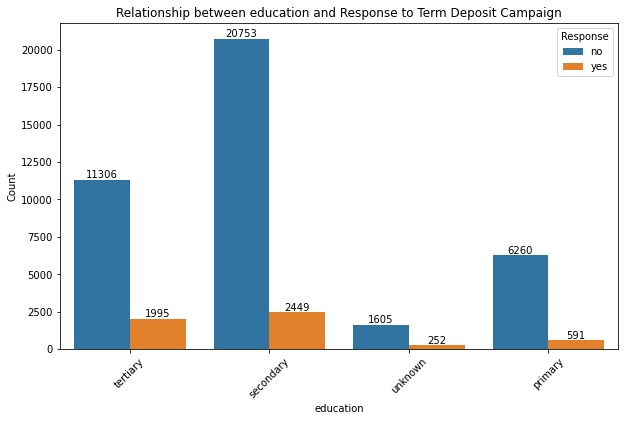 Relationship between education and Response to Term Deposit Campaign
Response
no
yes
Count
20000
17500
15000
12500
10000
7500
5000
2500
0
11306
1995
20753
2449
1605
252
6260
591
tertiary
secondary
unknown
primary
education